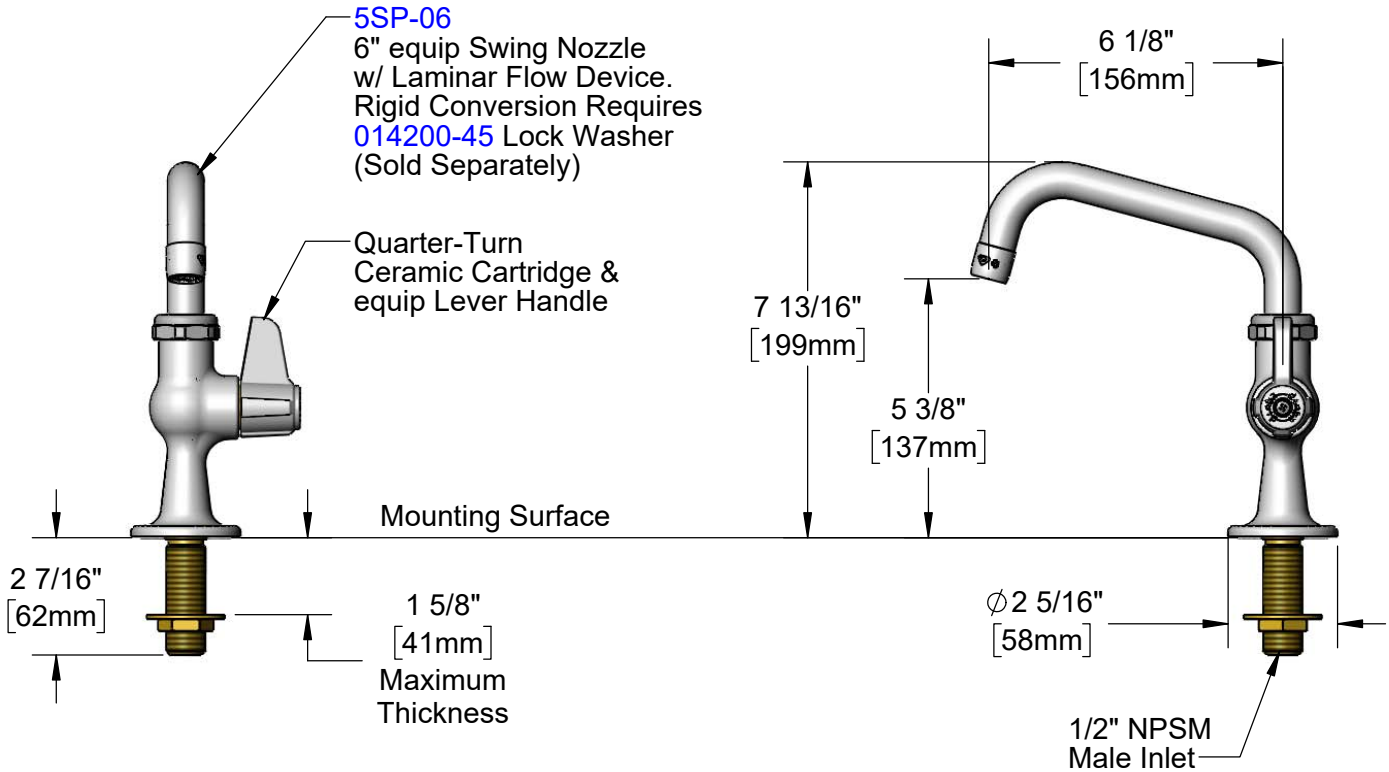 5SP-06
6" equip Swing Nozzle
w/ Laminar Flow Device.
Rigid Conversion Requires
014200-45 Lock Washer
(Sold Separately)
Quarter-Turn
Ceramic Cartridge &
equip Lever Handle
6 1/8"
[156mm]
7 13/16"
[199mm]
5 3/8"
[137mm]
Mounting Surface
2 7/16"
[62mm]
1 5/8"
[41mm]
Maximum
Thickness
∅2 5/16"
[58mm]
1/2" NPSM
Male Inlet